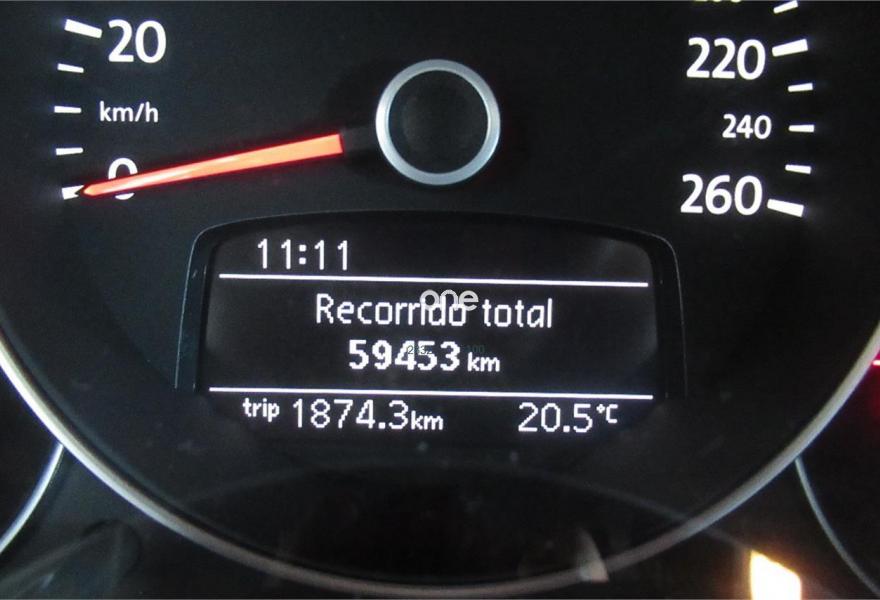 20
220
km/h
240
0
260
11:11
one
Recorrido total
59453 km
trip 1874.3km 20.5°C